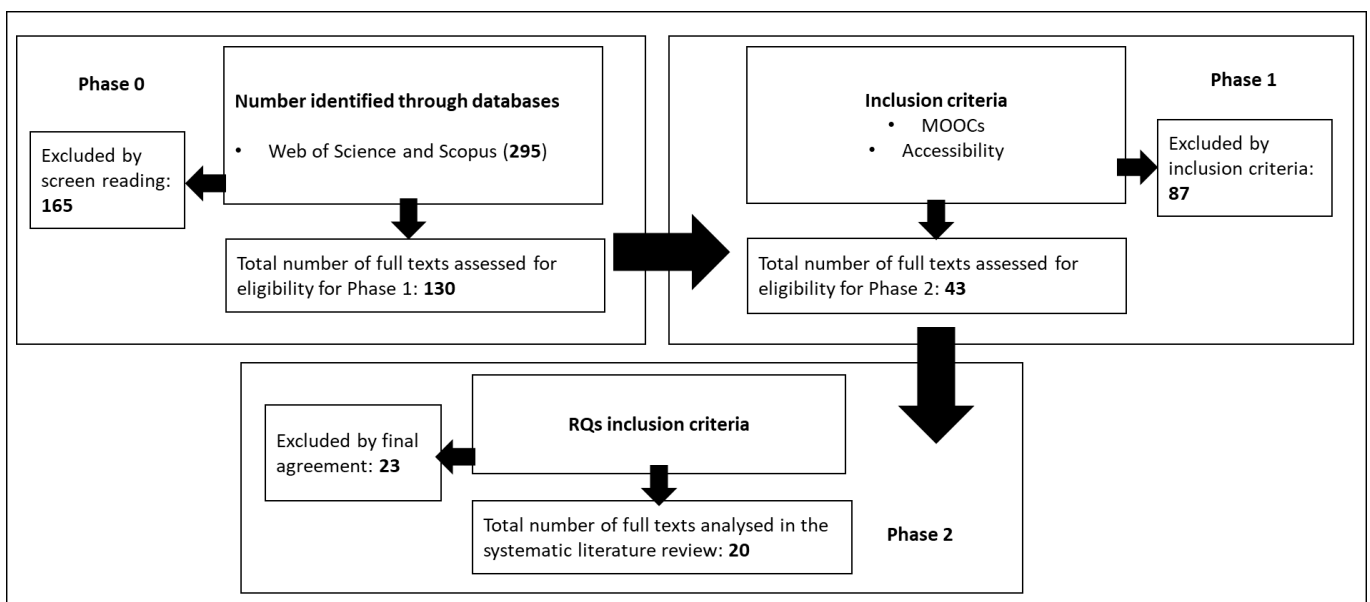 Phase 0
Number identified through databases
• Web of Science and Scopus (295)
Excluded by
screen reading:
165
Total number of full texts assessed for
eligibility for Phase 1: 130
Phase 1
Inclusion criteria
• MOOCs
• Accessibility
Excluded by
inclusion criteria:
87
Total number of full texts assessed for
eligibility for Phase 2: 43
RQs inclusion criteria
Excluded by final
agreement: 23
Total number of full texts analysed in the
systematic literature review: 20
Phase 2